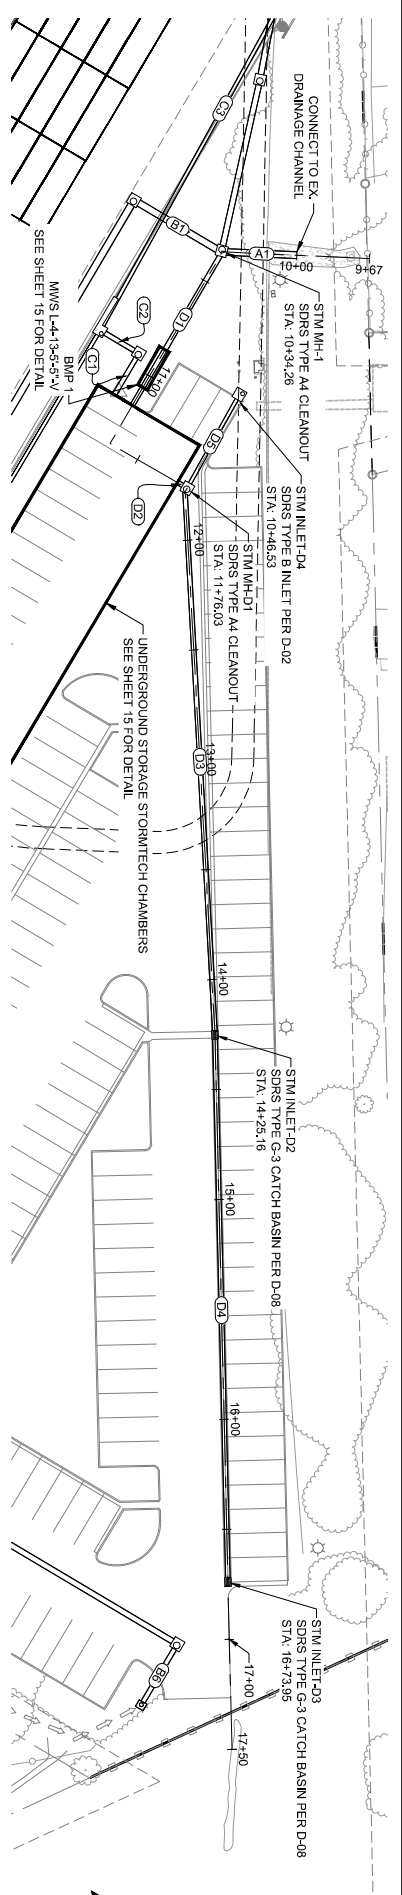 CONNECT TO EX.
DRAINAGE CHANNEL
9+67
10+00
A1
C3
B1
STM MH-1
SDRS TYPE A4 CLEANOUT
STA: 10+34.26
D1
C2
C1
11+00
BMP 1
MWS L-4-13-5'-5"-V
SEE SHEET 15 FOR DETAIL
D5
STM INLET-D4
SDRS TYPE B INLET PER D-02
STA: 10+46.53
D2
12+00
STM MH-D1
SDRS TYPE A4 CLEANOUT
STA: 11+76.03
UNDERGROUND STORAGE STORMTECH CHAMBERS
SEE SHEET 15 FOR DETAIL
13+00
D3
14+00
STM INLET-D2
SDRS TYPE G-3 CATCH BASIN PER D-08
STA: 14+25.16
15+00
D4
16+00
STM INLET-D3
SDRS TYPE G-3 CATCH BASIN PER D-08
STA: 16+73.95
17+00
17+50
B6